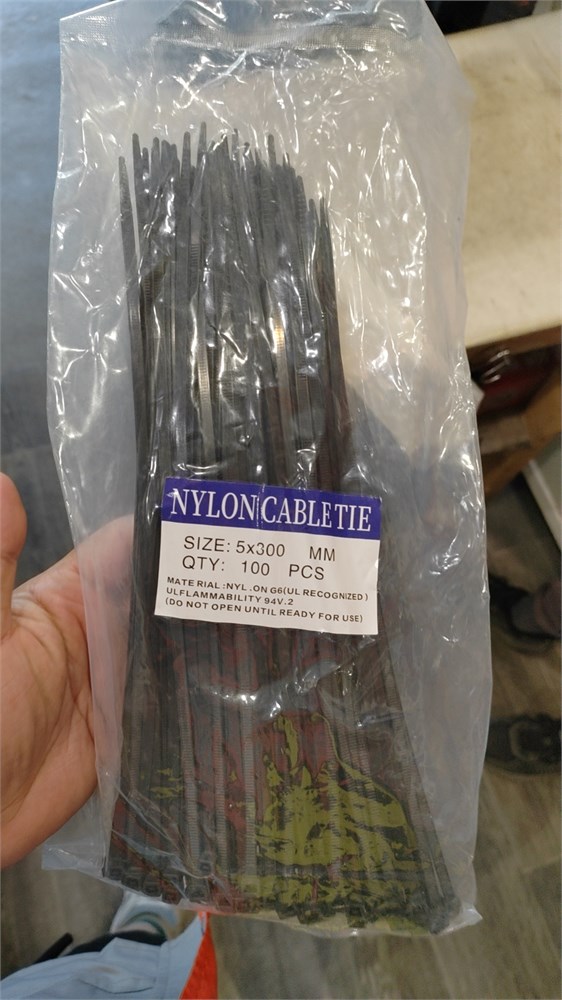 NYLON CABLE TIE
SIZE: 5x300 MM
QTY: 100 PCS
MATE RIAL :NYL .ON G6(UL RECOGNIZED)
ULFLAMMABILITY 94V.2
(DO NOT OPEN UNTIL READY FOR USE)